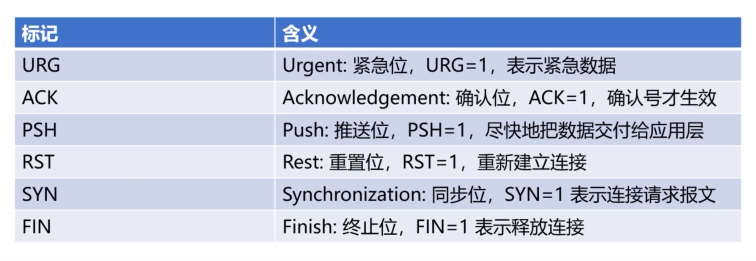 标记 含义
URG Urgent: 紧急位，URG=1，表示紧急数据
ACK Acknowledgement: 确认位，ACK=1，确认号才生效
PSH Push: 推送位，PSH=1，尽快地把数据交付给应用层
RST Rest: 重置位，RST=1，重新建立连接
SYN Synchronization: 同步位，SYN=1 表示连接请求报文
FIN Finish: 终止位，FIN=1 表示释放连接